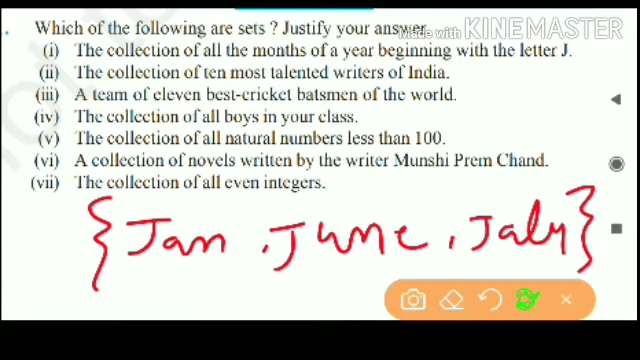 Which of the following are sets ? Justify your answer.
Made with KINEMASTER
(i) The collection of all the months of a year beginning with the letter J.
(ii) The collection of ten most talented writers of India.
(iii) A team of eleven best-cricket batsmen of the world.
(iv) The collection of all boys in your class.
(v) The collection of all natural numbers less than 100.
(vi) A collection of novels written by the writer Munshi Prem Chand.
(vii) The collection of all even integers.
{Jan, June, Jaly}